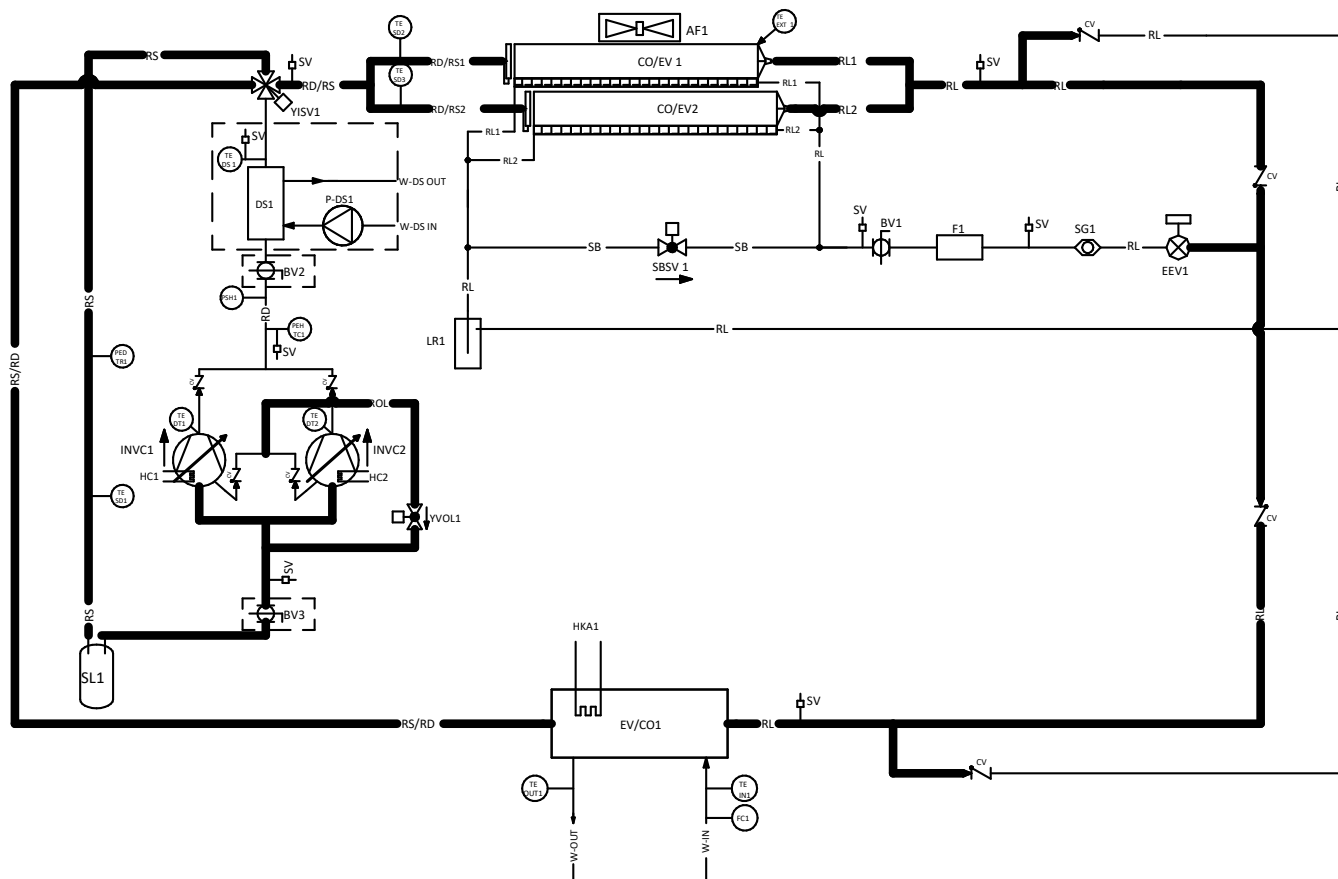 TE
SD2
AF1
TE
EXT 1
CV
RL
RS
SV
RD/RS
RD/RS1
CO/EV 1
RL1
RL1
SV
RL
RL
YISV1
TE
SD3
RD/RS2
CO/EV2
RL2
RL1
RL2
RL2
RL
SV
TE
DS 1
W-DS OUT
DS1
P-DS1
W-DS IN
CV
BV2
PSH1
RD
PEH
TC1
SV
SB
SBSV 1
SB
SV
BV1
F1
SV
SG1
RL
EEV1
RL
LR1
RL
RS
RS/RD
PED
TR1
CV
CV
TE
DT1
TE
DT2
ROL
INVC1
INVC2
HC1
CV
CV
HC2
TE
SD1
YVOL1
CV
SV
BV3
RS
SL1
RL
RL
HKA1
RS/RD
EV/CO1
RL
SV
CV
TE
OUT1
TE
IN1
FC1
W-OUT
W-IN